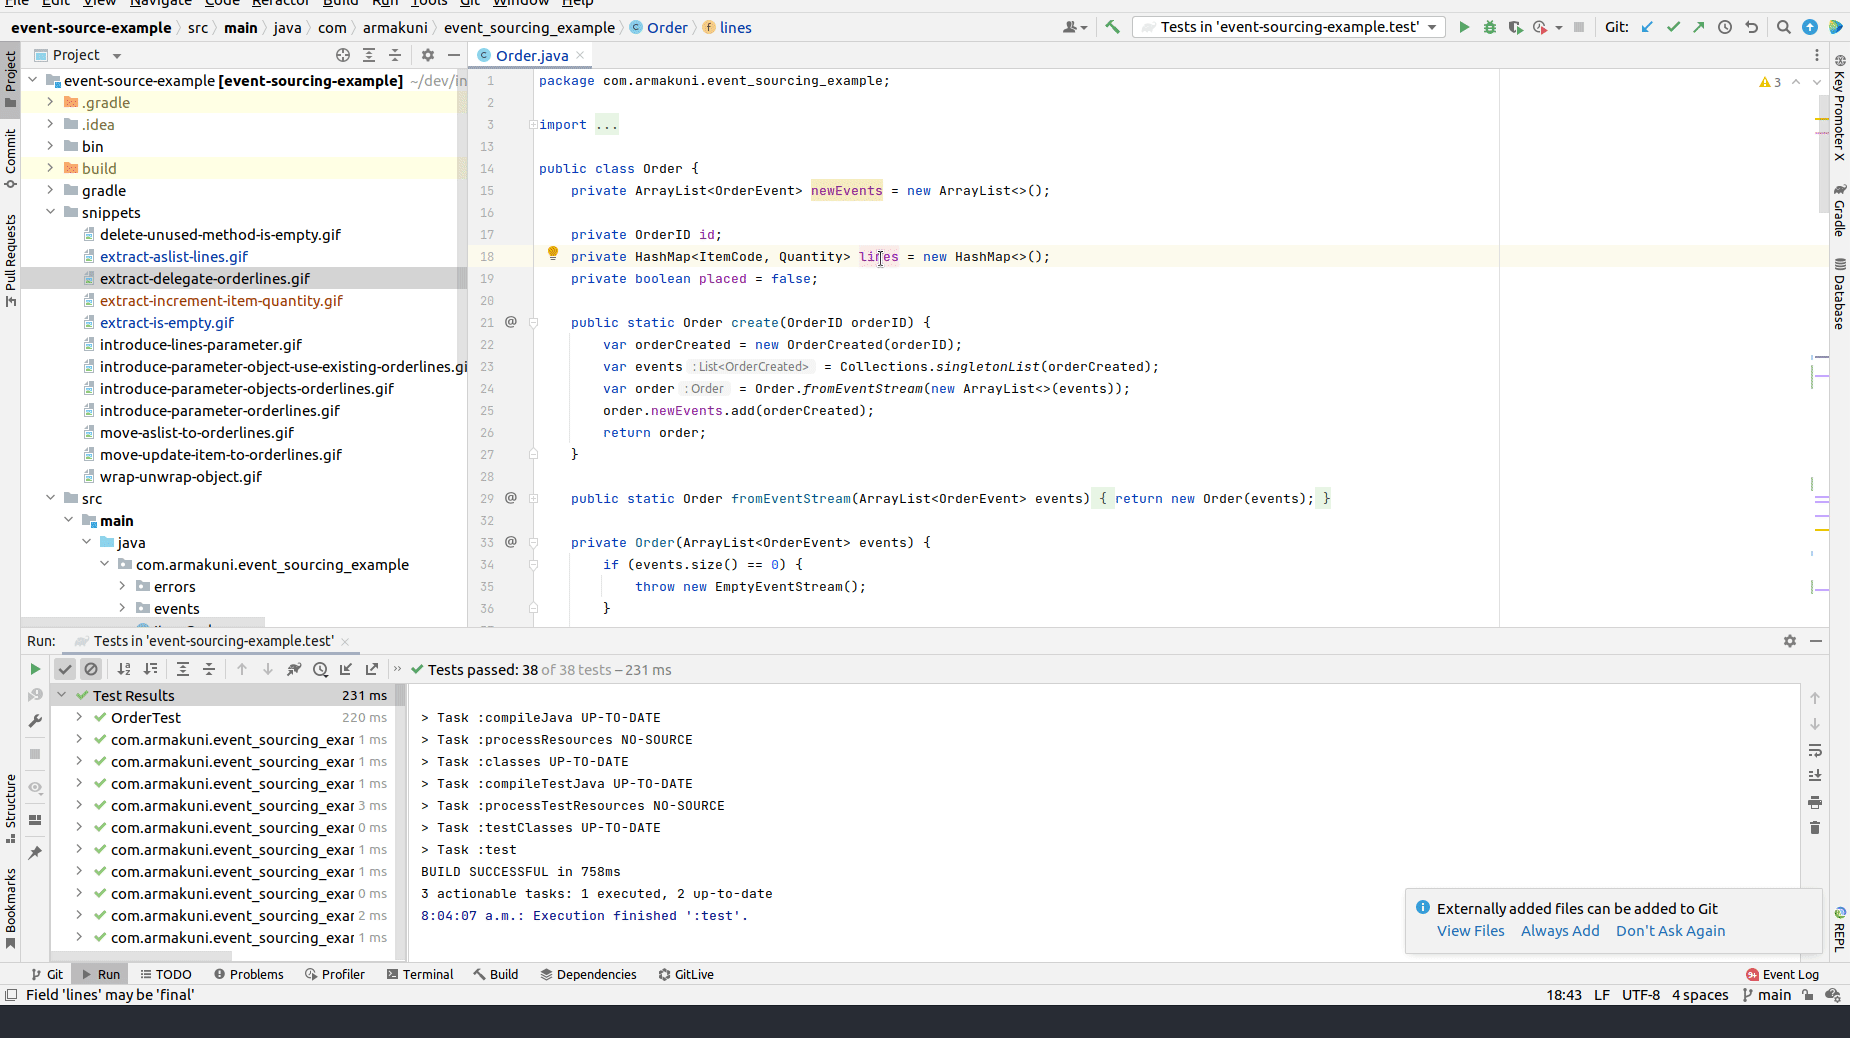 File Edit View Navigate Code Refactor Build Run Tools Git Window Help
event-source-example src main java com armakuni event_sourcing_example Order lines
Tests in 'event-sourcing-example.test'
Git:
Project
Order.java
event-source-example [event-sourcing-example] ~/dev/in
.gradle
.idea
bin
build
gradle
snippets
delete-unused-method-is-empty.gif
extract-aslist-lines.gif
extract-delegate-orderlines.gif
extract-increment-item-quantity.gif
extract-is-empty.gif
introduce-lines-parameter.gif
introduce-parameter-object-use-existing-orderlines.gi
introduce-parameter-objects-orderlines.gif
introduce-parameter-orderlines.gif
move-aslist-to-orderlines.gif
move-update-item-to-orderlines.gif
wrap-unwrap-object.gif
src
main
java
com.armakuni.event_sourcing_example
errors
events
Project
Commit
Pull Requests
Structure
Bookmarks
1 package com.armakuni.event_sourcing_example;
2
3 import ...
13
14 public class Order {
15 private ArrayList<OrderEvent> newEvents = new ArrayList<>();
16
17 private OrderID id;
18 private HashMap<ItemCode, Quantity> lines = new HashMap<>();
19 private boolean placed = false;
20
21 @ public static Order create(OrderID orderID) {
22 var orderCreated = new OrderCreated(orderID);
23 var events : List<OrderCreated> = Collections.singletonList(orderCreated);
24 var order : Order = Order.fromEventStream(new ArrayList<>(events));
25 order.newEvents.add(orderCreated);
26 return order;
27 }
28
29 @ public static Order fromEventStream(ArrayList<OrderEvent> events) { return new Order(events); }
32
33 @ private Order(ArrayList<OrderEvent> events) {
34 if (events.size() == 0) {
35 throw new EmptyEventStream();
36 }
3
Key Promoter X
Gradle
Database
REPL
Run: Tests in 'event-sourcing-example.test'
Tests passed: 38 of 38 tests – 231 ms
Test Results 231 ms
OrderTest 220 ms
com.armakuni.event_sourcing_exar 1 ms
com.armakuni.event_sourcing_exar 1 ms
com.armakuni.event_sourcing_exar 1 ms
com.armakuni.event_sourcing_exar 3 ms
com.armakuni.event_sourcing_exar 0 ms
com.armakuni.event_sourcing_exar 1 ms
com.armakuni.event_sourcing_exar 1 ms
com.armakuni.event_sourcing_exar 0 ms
com.armakuni.event_sourcing_exar 2 ms
com.armakuni.event_sourcing_exar 1 ms
> Task :compileJava UP-TO-DATE
> Task :processResources NO-SOURCE
> Task :classes UP-TO-DATE
> Task :compileTestJava UP-TO-DATE
> Task :processTestResources NO-SOURCE
> Task :testClasses UP-TO-DATE
> Task :test
BUILD SUCCESSFUL in 758ms
3 actionable tasks: 1 executed, 2 up-to-date
8:04:07 a.m.: Execution finished ':test'.
Externally added files can be added to Git
View Files Always Add Don't Ask Again
Git Run TODO Problems Profiler Terminal Build Dependencies GitLive
9+ Event Log
Field 'lines' may be 'final'
18:43 LF UTF-8 4 spaces main